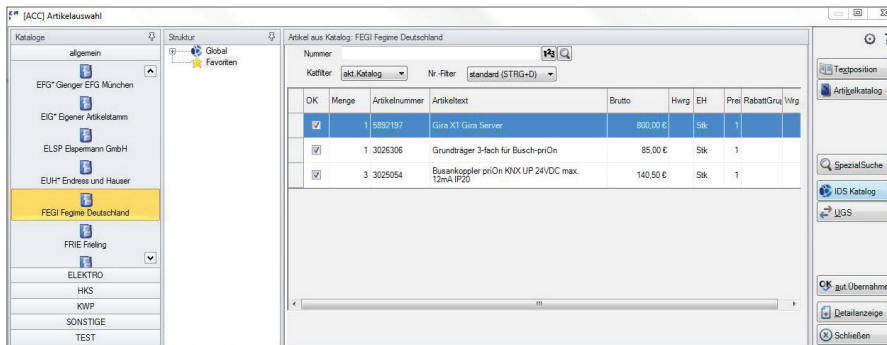 [ACC] Artikelauswahl
Kataloge
allgemein
EFG* Gienger EFG München
EIG* Eigener Artikelstamm
ELSP Elspermann GmbH
EUH* Endress und Hauser
FEGI Fegime Deutschland
FRIE Frieling
ELEKTRO
HKS
KWP
SONSTIGE
TEST
Struktur
Global
Favoriten
Artikel aus Katalog: FEGI Fegime Deutschland
Nummer
Katfilter akt.Katalog Nr.-Filter standard (STRG+D)
OK Menge Artikelnummer Artikeltext Brutto Hwrg EH Prei RabattGru Wrg
1 5892197 Gira X1 Gira Server 800,00 € Stk 1
1 3026306 Grundträger 3-fach für Busch-priOn 85,00 € Stk 1
3 3025054 Busankoppler priOn KNX UP 24VDC max. 12mA IP20 140,50 € Stk 1
Textposition
Artikelkatalog
SpezialSuche
IDS Katalog
UGS
OK aut.Übernahme
Detailanzeige
Schließen